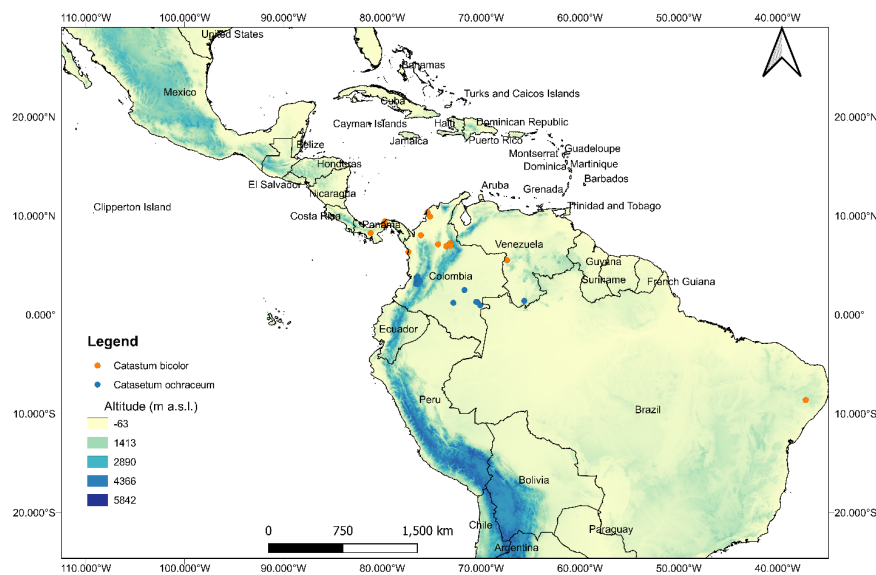 110.000°W 100.000°W 90.000°W 80.000°W 70.000°W 60.000°W 50.000°W 40.000°W
United States
Bahamas
Mexico
Turks and Caicos Islands
Cuba
20.000°N 20.000°N
Cayman Islands
Haiti
Dominican Republic
Jamaica
Puerto Rico
Belize
Montserrat
Guadeloupe
Honduras
Dominica
Martinique
El Salvador
Aruba
Barbados
Nicaragua
Grenada
Clipperton Island
Trinidad and Tobago
10.000°N 10.000°N
Costa Rica
Panama
Venezuela
Guyana
Colombia
Suriname
French Guiana
0.000° 0.000°
Ecuador
Legend
Catastum bicolor
Catasetum ochraceum
Altitude (m a.s.l.)
-63
1413
2890
4366
5842
Peru
Brazil
10.000°S 10.000°S
Bolivia
20.000°S 20.000°S
Chile
Paraguay
0 750 1,500 km
Argentina
110.000°W 100.000°W 90.000°W 80.000°W 70.000°W 60.000°W 50.000°W 40.000°W